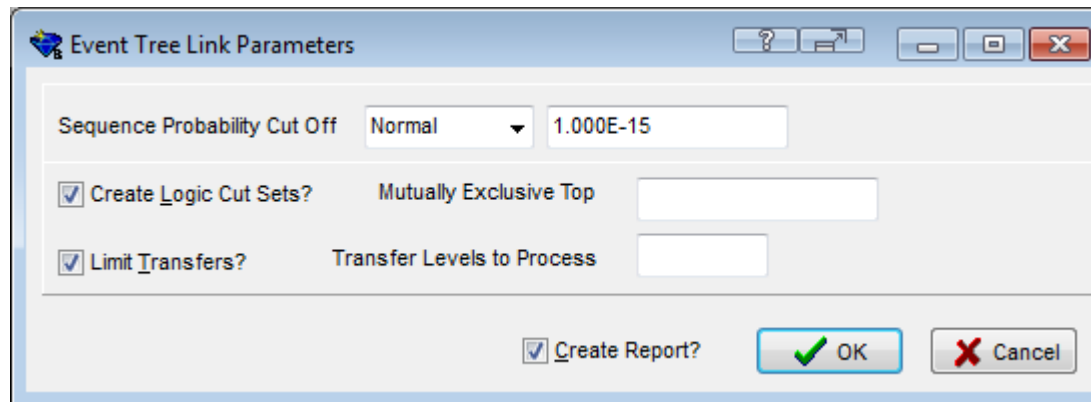 Event Tree Link Parameters
Sequence Probability Cut Off Normal 1.000E-15
Create Logic Cut Sets? Mutually Exclusive Top
Limit Transfers? Transfer Levels to Process
Create Report? OK Cancel